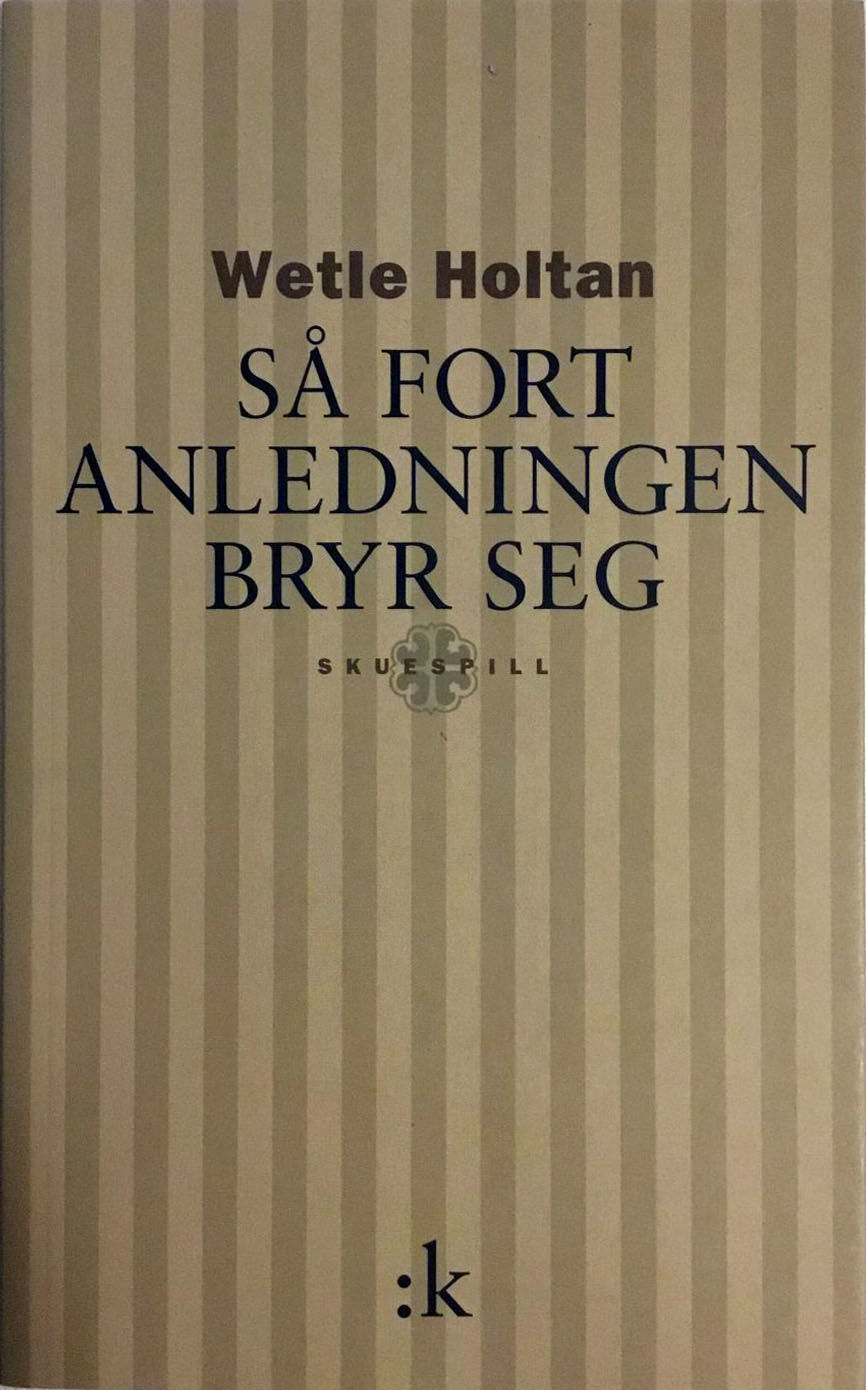 Wetle Holtan
SÅ FORT
ANLEDNINGEN
BRYR SEG
SKUESPILL
:k